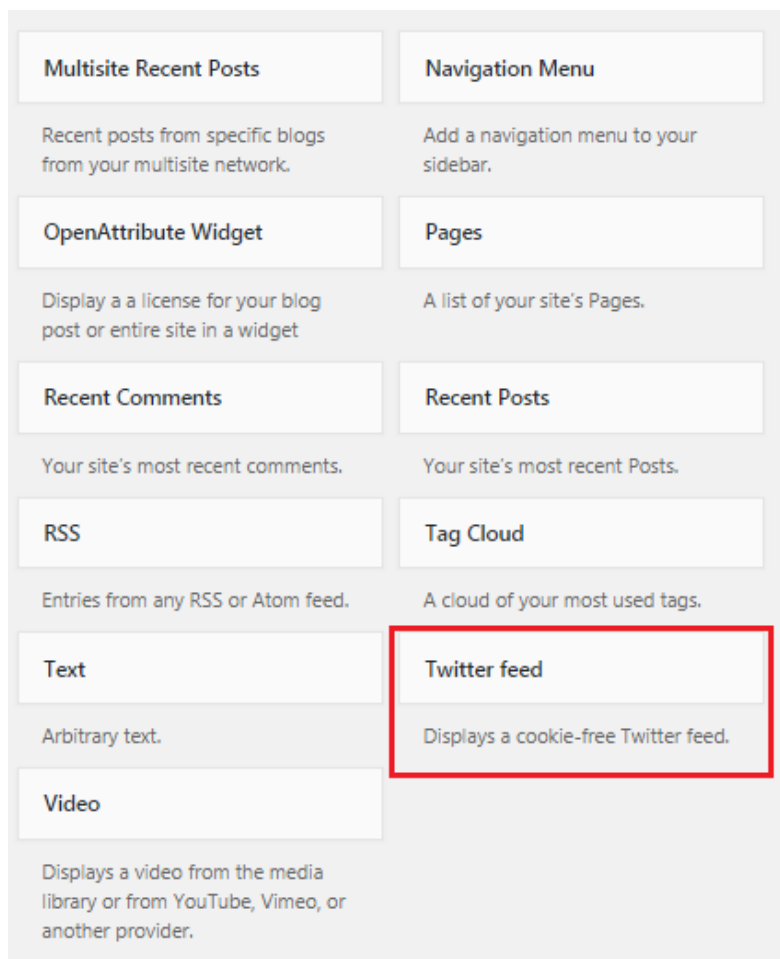 Multisite Recent Posts
Navigation Menu
Recent posts from specific blogs
from your multisite network.
Add a navigation menu to your
sidebar.
OpenAttribute Widget
Pages
Display a a license for your blog
post or entire site in a widget
A list of your site's Pages.
Recent Comments
Recent Posts
Your site's most recent comments.
Your site's most recent Posts.
RSS
Tag Cloud
Entries from any RSS or Atom feed.
A cloud of your most used tags.
Text
Twitter feed
Arbitrary text.
Displays a cookie-free Twitter feed.
Video
Displays a video from the media
library or from YouTube, Vimeo, or
another provider.